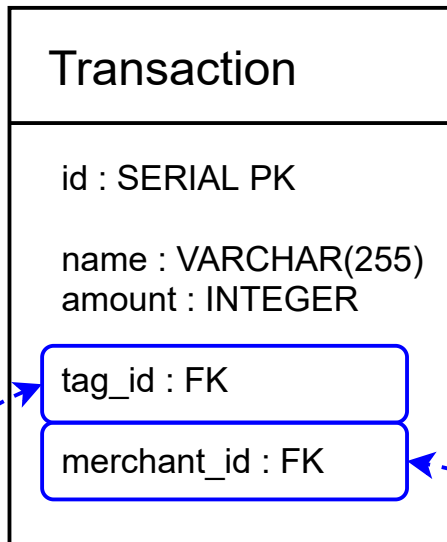 Transaction
id : SERIAL PK
name : VARCHAR(255)
amount : INTEGER
tag_id : FK
merchant_id : FK